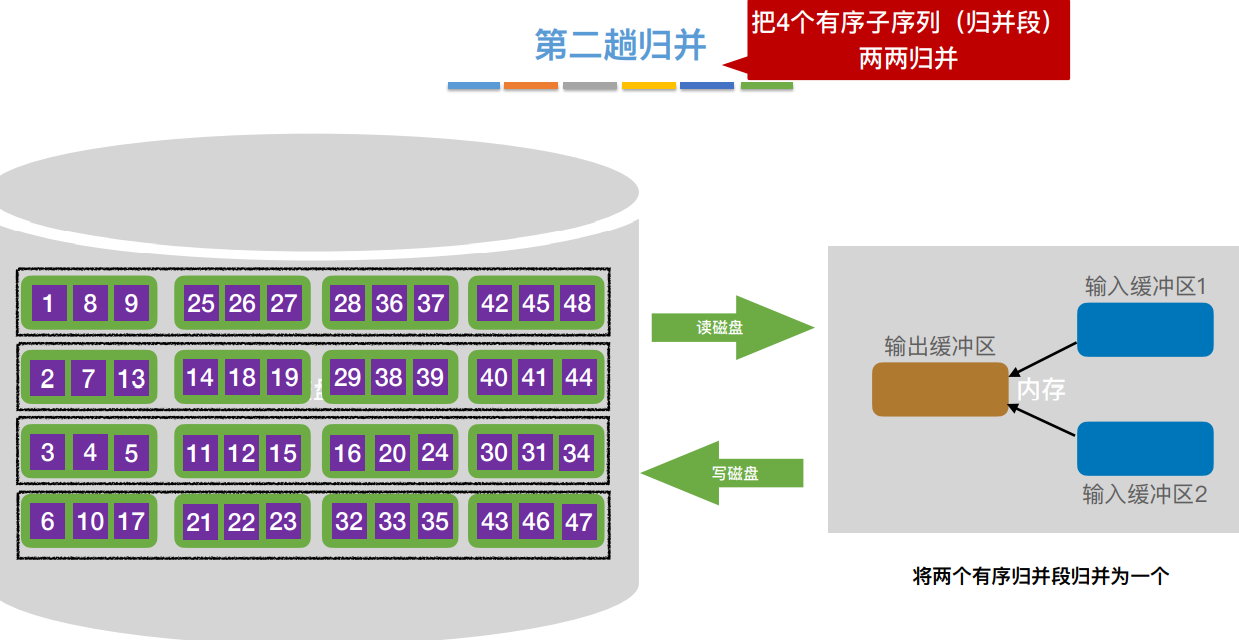 第二趟归并
把4个有序子序列（归并段）
两两归并
1 8 9 25 26 27 28 36 37 42 45 48
2 7 13 14 18 19 29 38 39 40 41 44
3 4 5 11 12 15 16 20 24 30 31 34
6 10 17 21 22 23 32 33 35 43 46 47
盘
读磁盘
写磁盘
输入缓冲区1
输出缓冲区
内存
输入缓冲区2
将两个有序归并段归并为一个